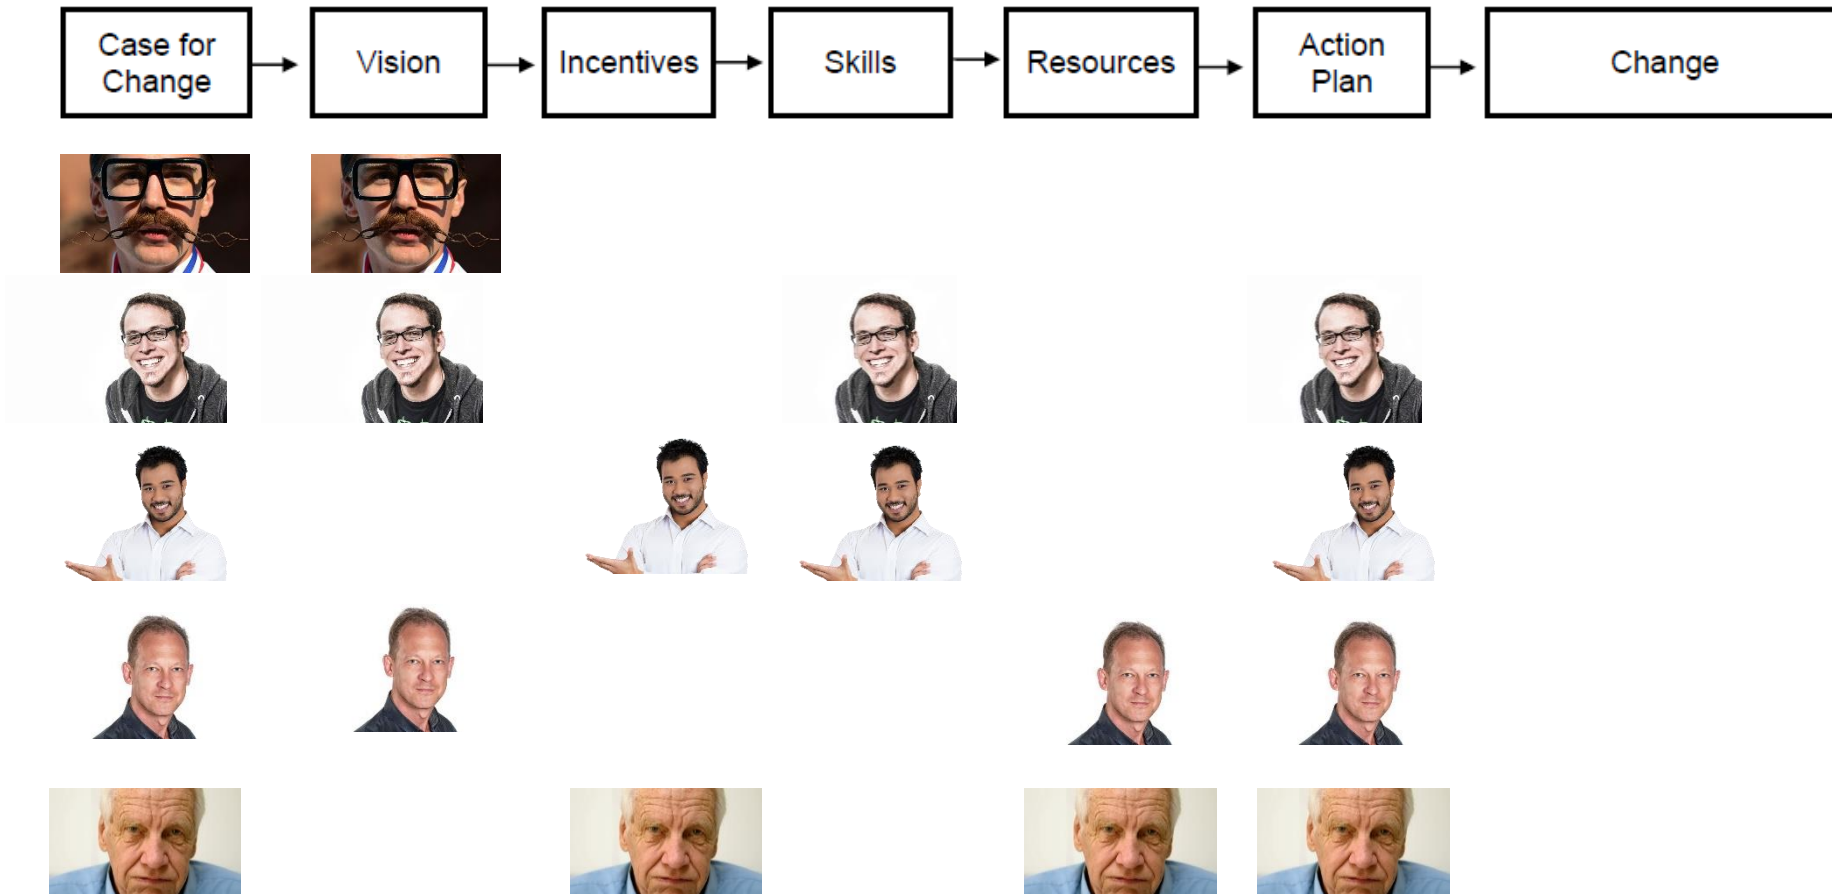 Case for
Change
Vision
Incentives
Skills
Resources
Action
Plan
Change